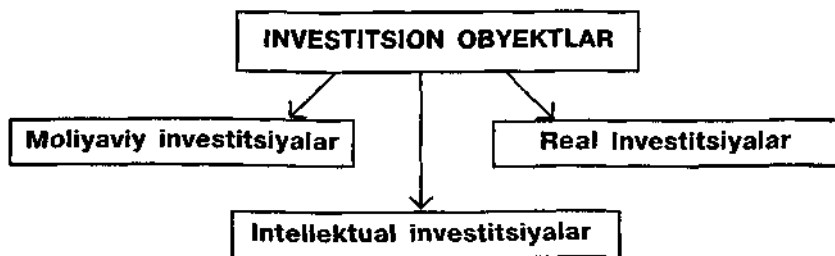 INVESTITSION OBYEKTLAR
Moliyaviy investitsiyalar
Real Investitsiyalar
Intellektual investitsiyalar